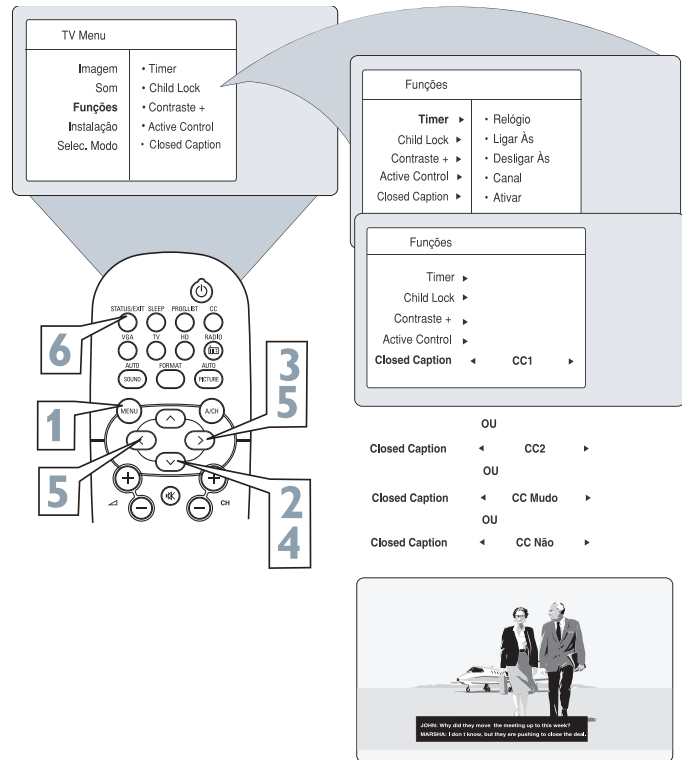 TV Menu
Imagem
Som
Funções
Instalação
Selec. Modo
• Timer
• Child Lock
• Contraste +
• Active Control
• Closed Caption
Funções
Timer
Child Lock
Contraste +
Active Control
Closed Caption
• Relógio
• Ligar Às
• Desligar Às
• Canal
• Ativar
Funções
Timer
Child Lock
Contraste +
Active Control
Closed Caption CC1
OU
Closed Caption CC2
OU
Closed Caption CC Mudo
OU
Closed Caption CC Não
STATUS/EXIT SLEEP PROG.LIST CC
VGA TV HD RADIO
AUTO FORMAT AUTO
SOUND PICTURE
MENU A/CH
CH
6
1
5
3
5
2
4
JOHN: Why did they move the meeting up to this week?
MARSHA: I don t know, but they are pushing to close the deal.